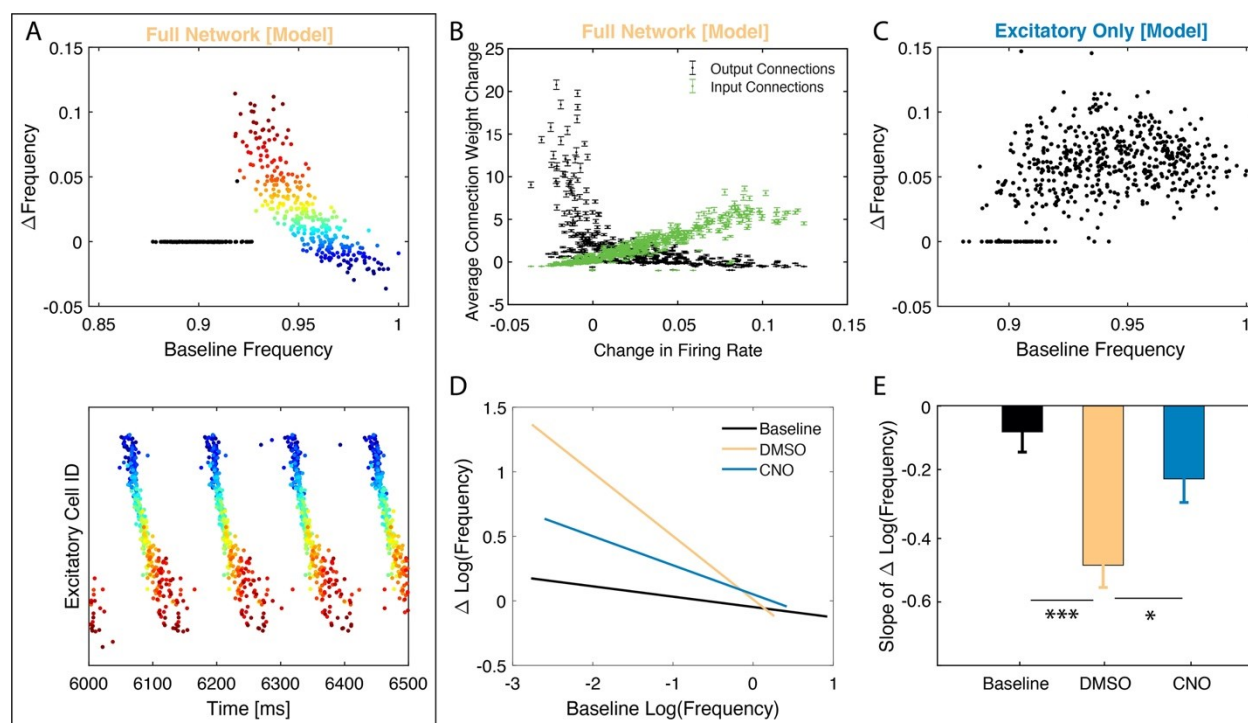 A
Full Network [Model]
0.15
0.1
0.05
0
-0.05
△Frequency
0.85
0.9
0.95
1
Baseline Frequency
Excitatory Cell ID
6000
6100
6200
6300
6400
6500
Time [ms]
B
Full Network [Model]
25
20
15
10
5
0
-5
Average Connection Weight Change
Output Connections
Input Connections
-0.05
0
0.05
0.1
0.15
Change in Firing Rate
C
Excitatory Only [Model]
0.15
0.1
0.05
0
-0.05
△Frequency
0.9
0.95
1
Baseline Frequency
D
1.5
1
0.5
0
-0.5
△ Log(Frequency)
Baseline
DMSO
CNO
-3
-2
-1
0
1
Baseline Log(Frequency)
E
0
-0.2
-0.4
-0.6
Slope of △ Log(Frequency)
***
*
Baseline
DMSO
CNO